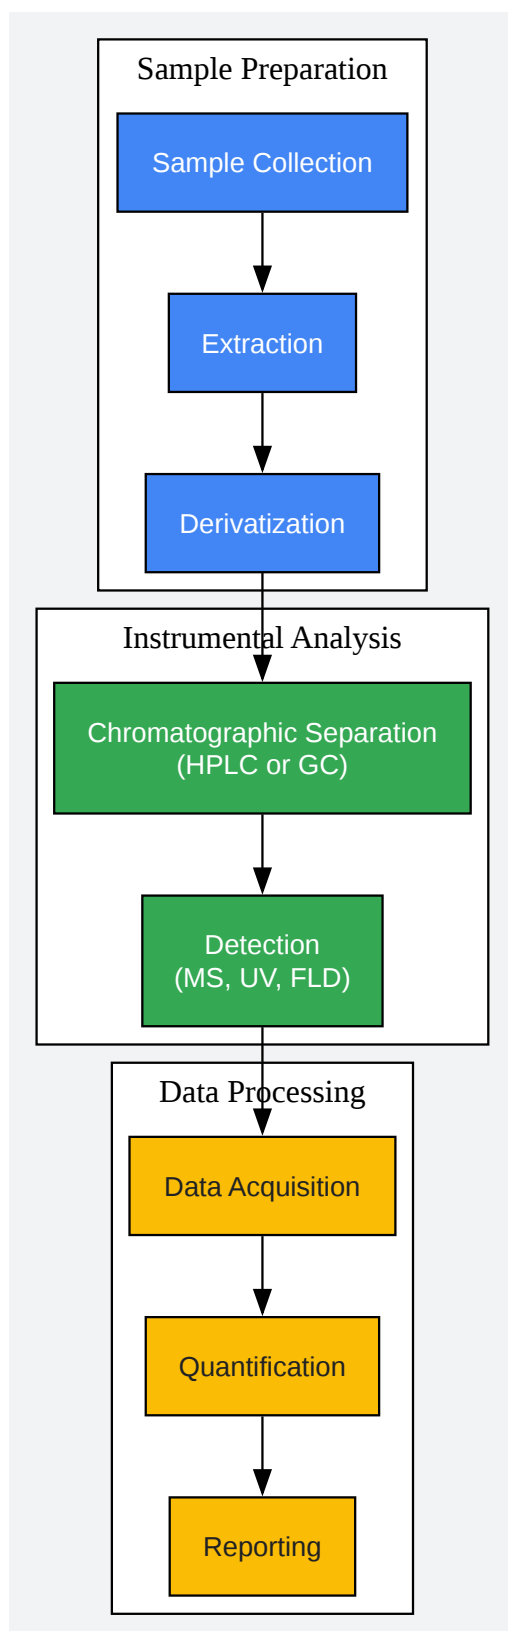 Sample Preparation
Sample Collection
Extraction
Derivatization
Instrumental Analysis
Chromatographic Separation
(HPLC or GC)
Detection
(MS, UV, FLD)
Data Processing
Data Acquisition
Quantification
Reporting